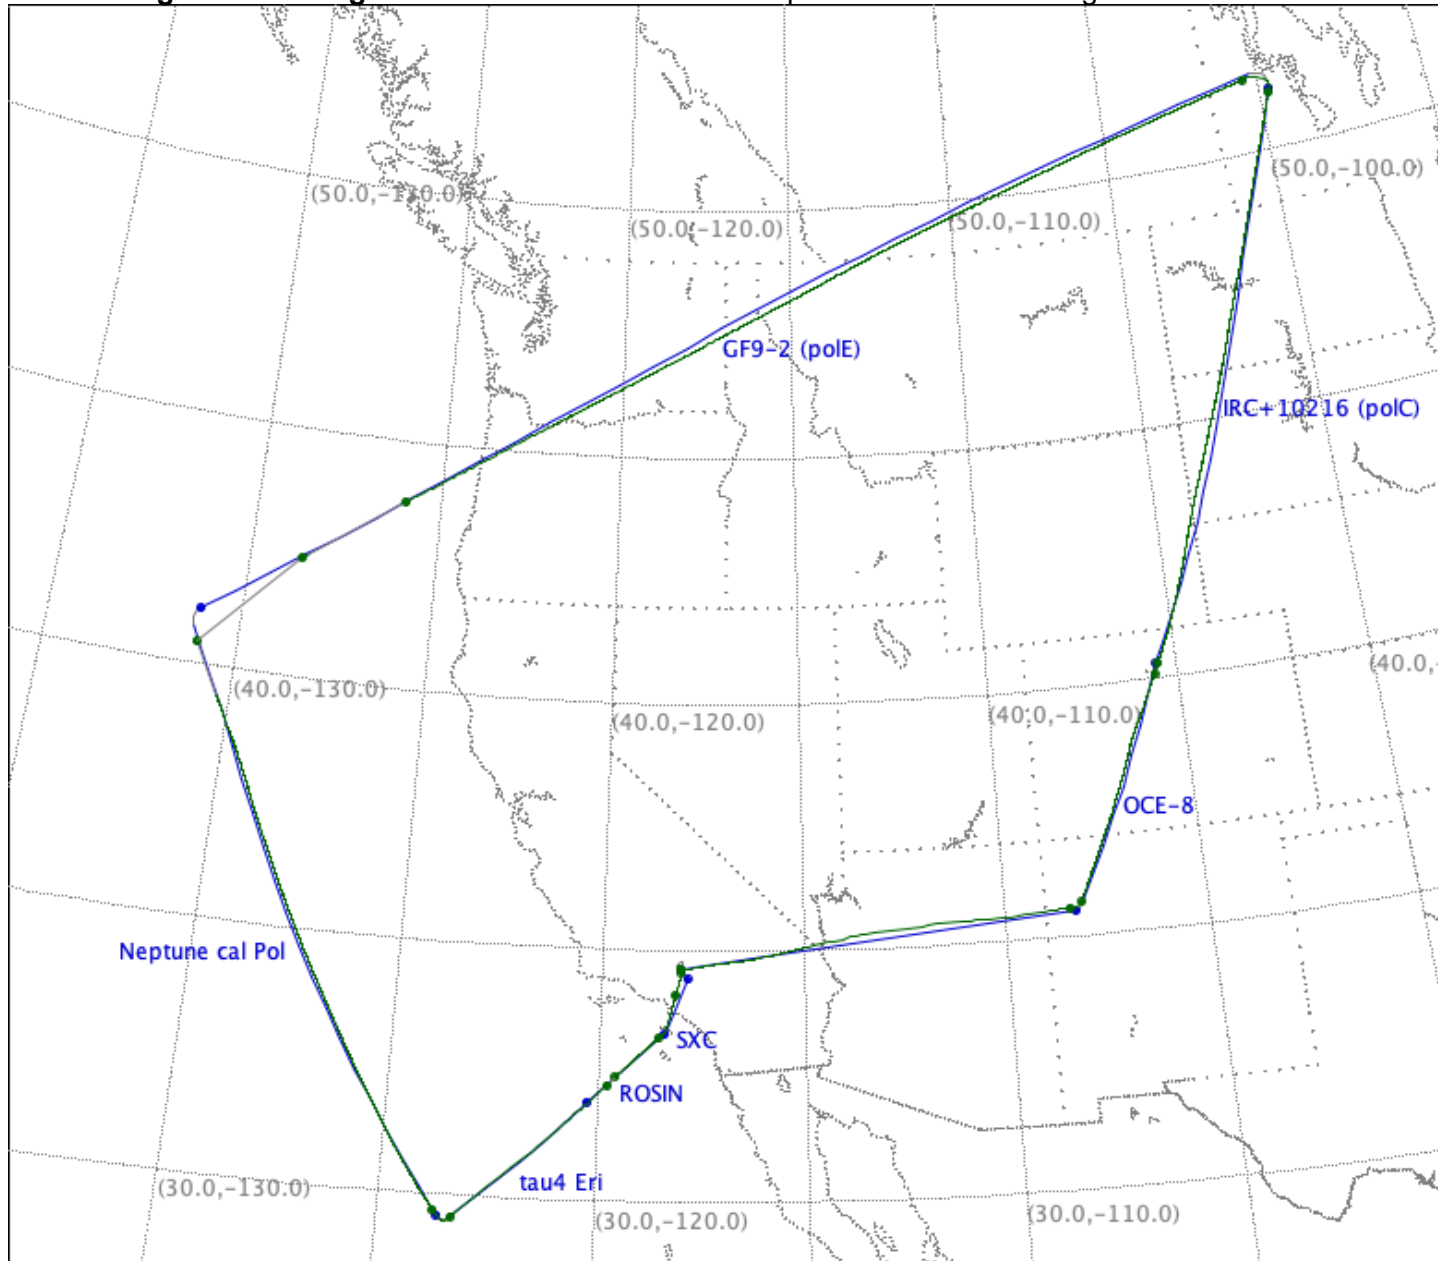 (50.0,-130.0)
(50.0,-120.0)
(50.0,-110.0)
(50.0,-100.0)
GF9-2 (polE)
IRC+10216 (polC)
(40.0,-130.0)
(40.0,-120.0)
(40.0,-110.0)
(40.0,-
OCE-8
Neptune cal Pol
SXC
ROSIN
tau4 Eri
(30.0,-130.0)
(30.0,-120.0)
(30.0,-110.0)